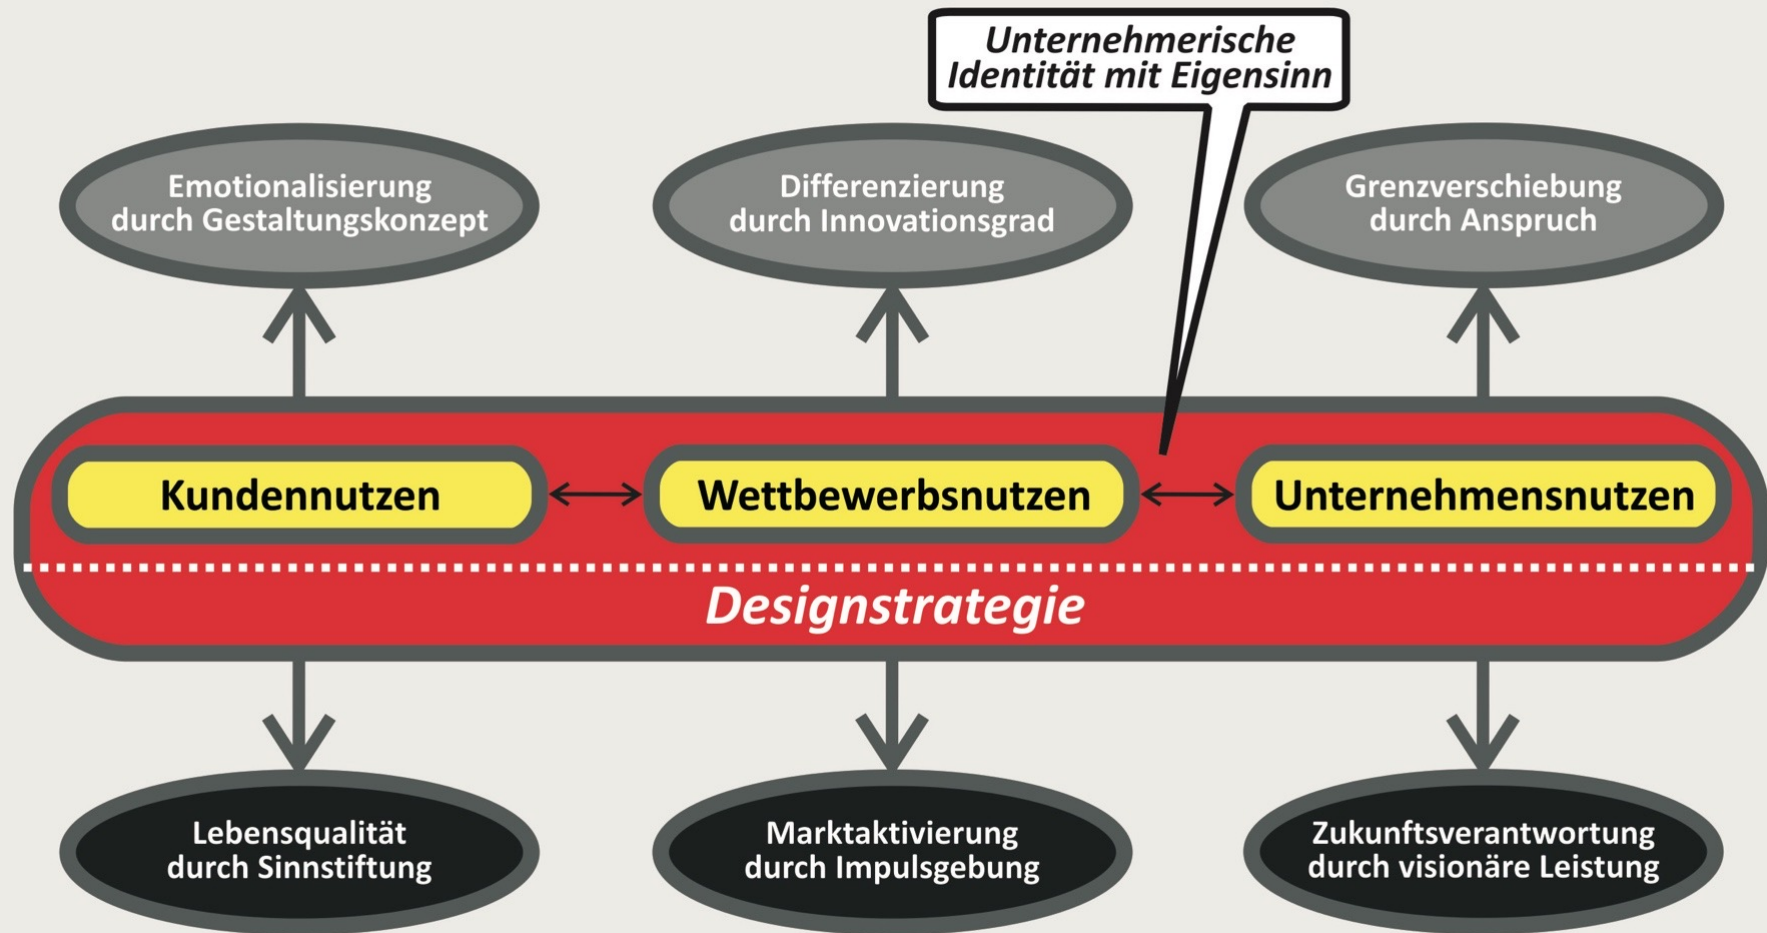 Unternehmerische
Identität mit Eigensinn
Emotionalisierung
durch Gestaltungskonzept
Differenzierung
durch Innovationsgrad
Grenzverschiebung
durch Anspruch
Kundennutzen
Wettbewerbsnutzen
Unternehmensnutzen
Designstrategie
Lebensqualität
durch Sinnstiftung
Marktaktivierung
durch Impulsgebung
Zukunftsverantwortung
durch visionäre Leistung